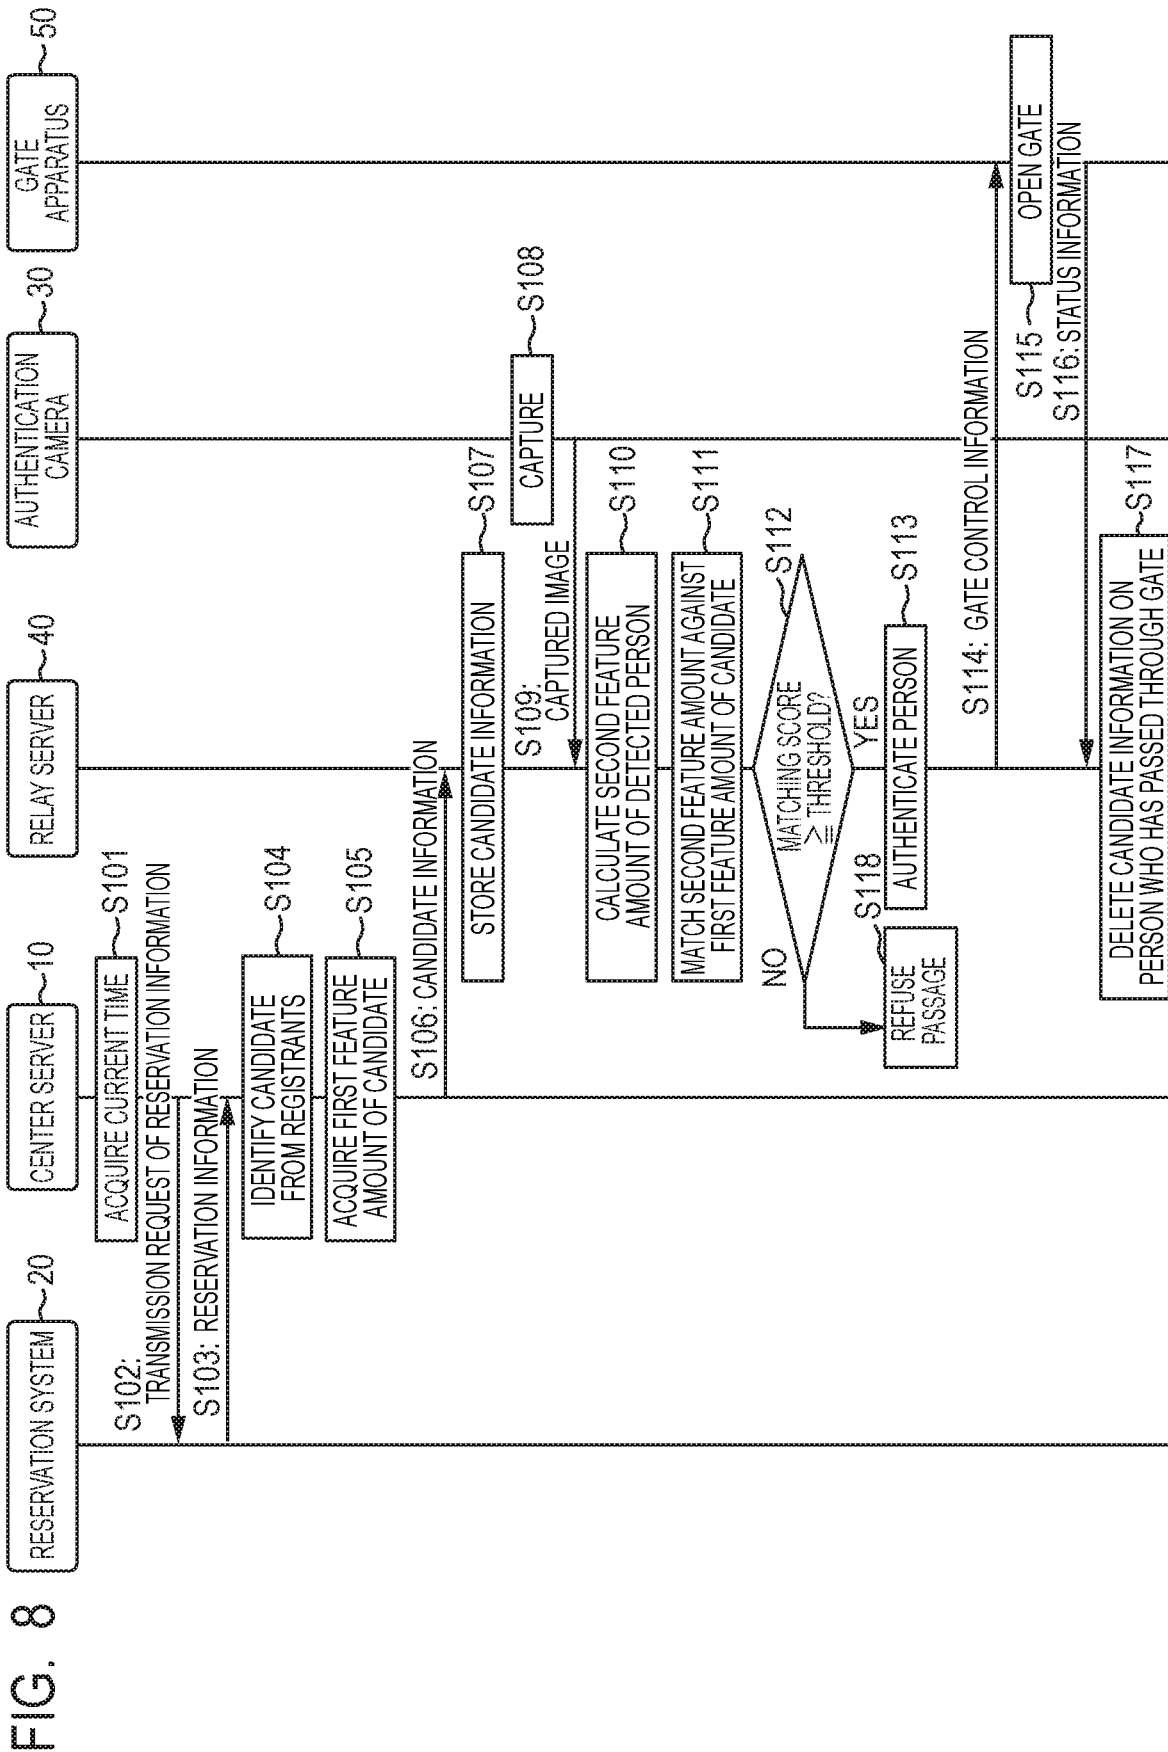 FIG. 8
RESERVATION SYSTEM
20
CENTER SERVER
10
RELAY SERVER
40
AUTHENTICATION
CAMERA
30
GATE
APPARATUS
50
ACQUIRE CURRENT TIME
S101
S102:
TRANSMISSION REQUEST OF RESERVATION INFORMATION
S103: RESERVATION INFORMATION
IDENTIFY CANDIDATE
FROM REGISTRANTS
S104
ACQUIRE FIRST FEATURE
AMOUNT OF CANDIDATE
S105
S106: CANDIDATE INFORMATION
STORE CANDIDATE INFORMATION
S107
CAPTURE
S108
S109:
CAPTURED IMAGE
CALCULATE SECOND FEATURE
AMOUNT OF DETECTED PERSON
S110
MATCH SECOND FEATURE AMOUNT AGAINST
FIRST FEATURE AMOUNT OF CANDIDATE
S111
MATCHING SCORE
≧ THRESHOLD?
S112
NO
YES
S118
REFUSE
PASSAGE
AUTHENTICATE PERSON
S113
S114: GATE CONTROL INFORMATION
OPEN GATE
S115
S116: STATUS INFORMATION
DELETE CANDIDATE INFORMATION ON
PERSON WHO HAS PASSED THROUGH GATE
S117